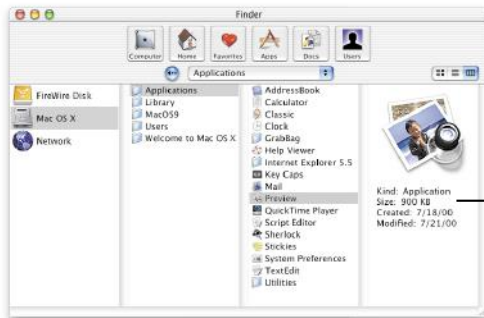 Finder
Computer
Home
Favorites
Apps
Docs
Users
Applications
FireWire Disk
Mac OS X
Network
Applications
Library
MacOS9
Users
Welcome to Mac OS X
AddressBook
Calculator
Classic
Clock
GrabBag
Help Viewer
Internet Explorer 5.5
Key Caps
Mail
Preview
QuickTime Player
Script Editor
Sherlock
Stickies
System Preferences
TextEdit
Utilities
Kind: Application
Size: 900 KB
Created: 7/18/00
Modified: 7/21/00